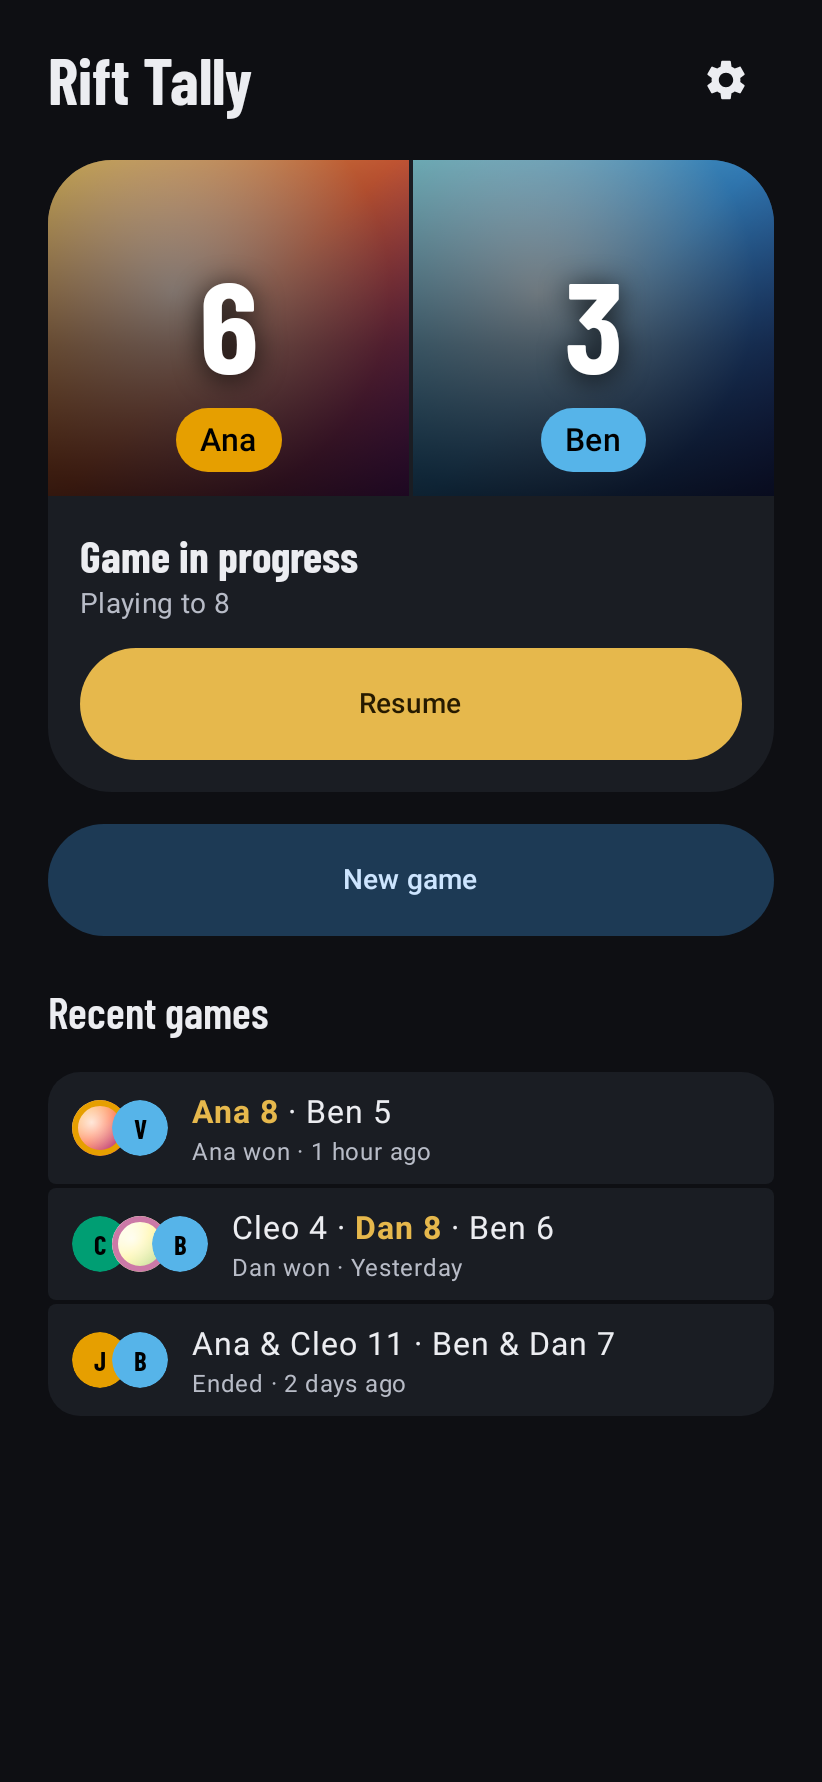 Rift Tally
6
3
Ana
Ben
Game in progress
Playing to 8
Resume
New game
Recent games
V
Ana 8 · Ben 5
Ana won · 1 hour ago
C
B
Cleo 4 · Dan 8 · Ben 6
Dan won · Yesterday
J
B
Ana & Cleo 11 · Ben & Dan 7
Ended · 2 days ago